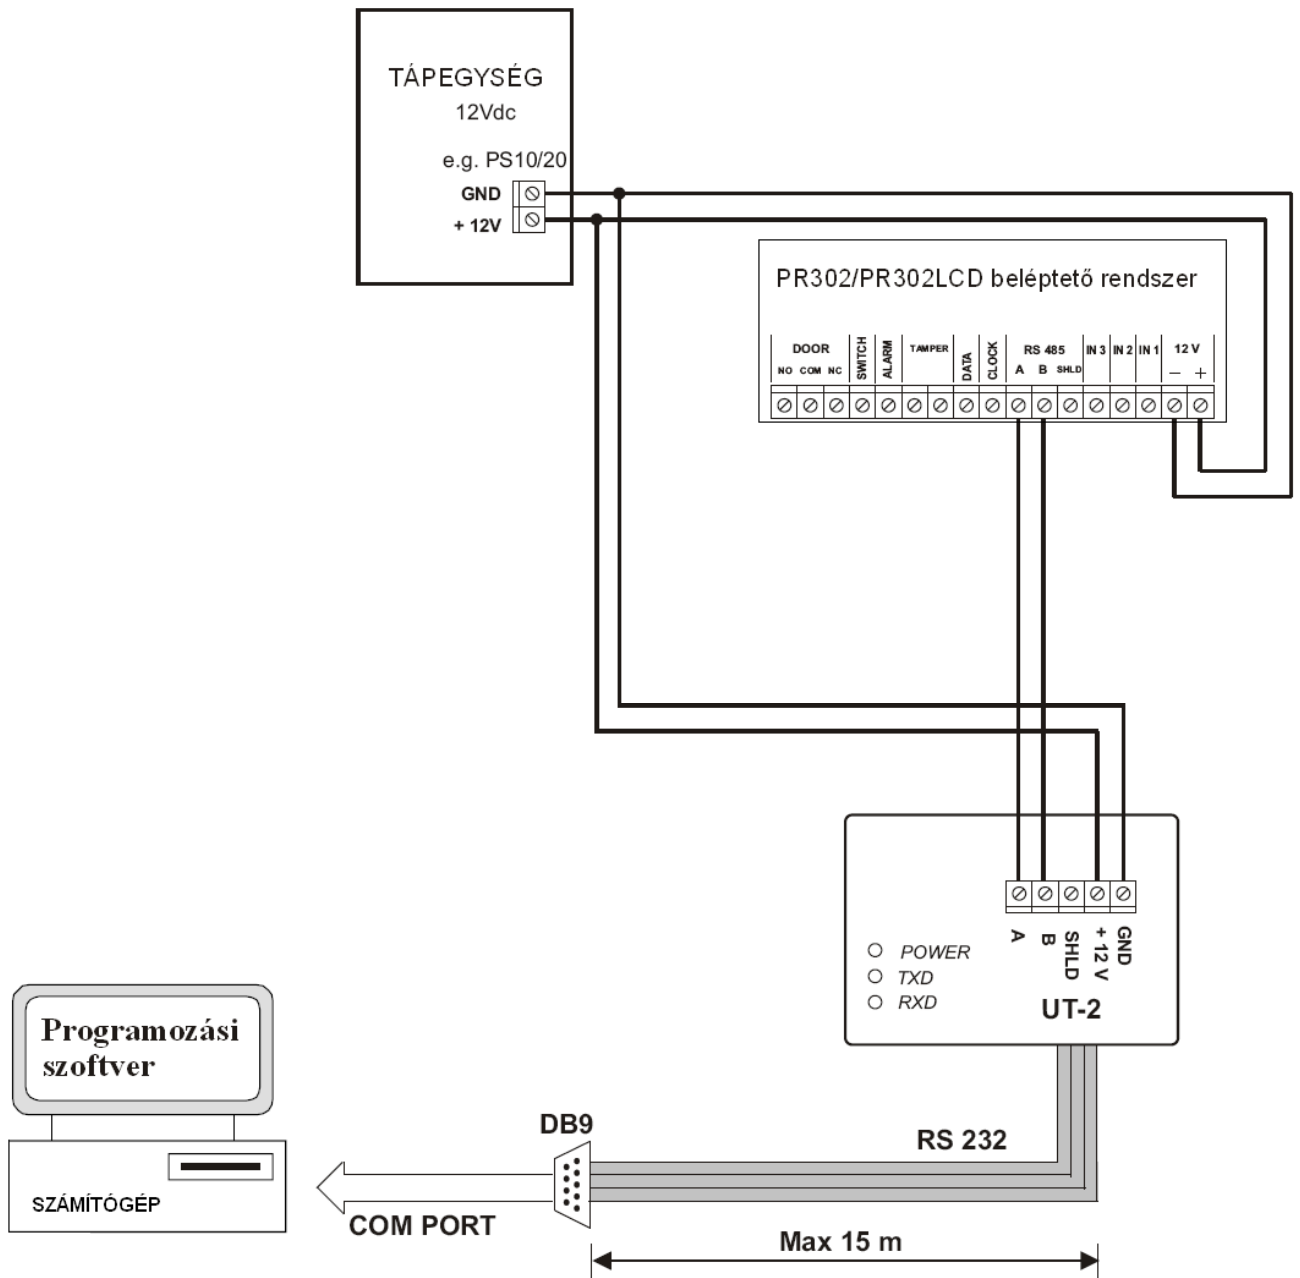 TÁPEGYSÉG
12Vdc
e.g. PS10/20
GND
+ 12V
PR302/PR302LCD beléptető rendszer
DOOR
NO COM NC
SWITCH
ALARM
TAMPER
DATA
CLOCK
RS 485
A B SHLD
IN 3
IN 2
IN 1
12 V
− +
A
B
SHLD
+ 12 V
GND
POWER
TXD
RXD
UT-2
Programozási
szoftver
SZÁMÍTÓGÉP
DB9
RS 232
COM PORT
Max 15 m